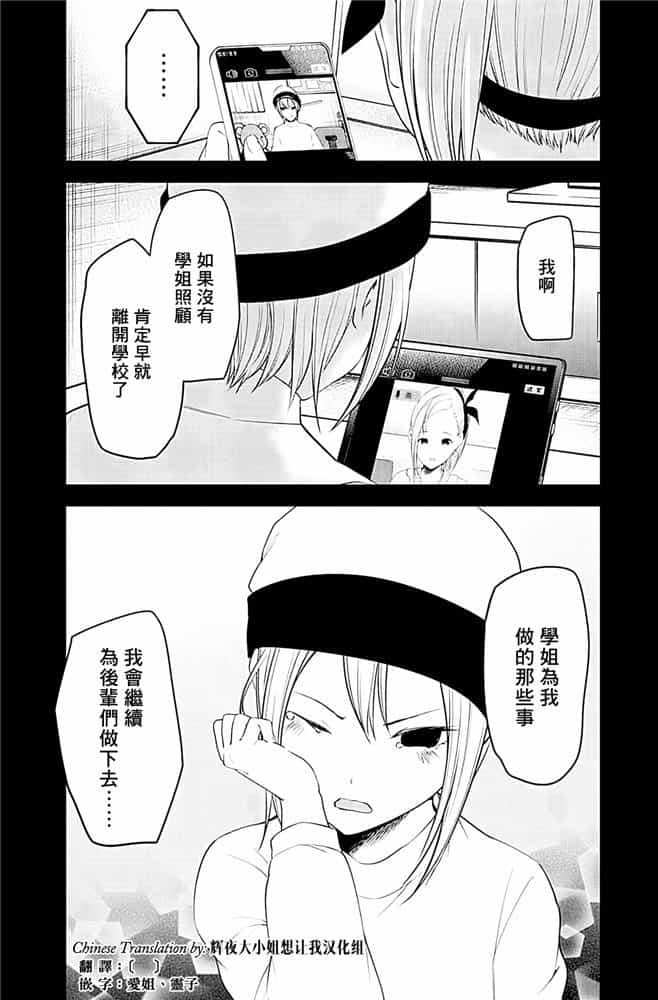 ……
我啊
如果沒有
學姐照顧
肯定早就
離開學校了
學姐為我
做的那些事
我會繼續
為後輩們
做下去……
Chinese Translation by: 辉夜大小姐想让我汉化组
翻譯：〔　〕
嵌字：愛姐、靈子